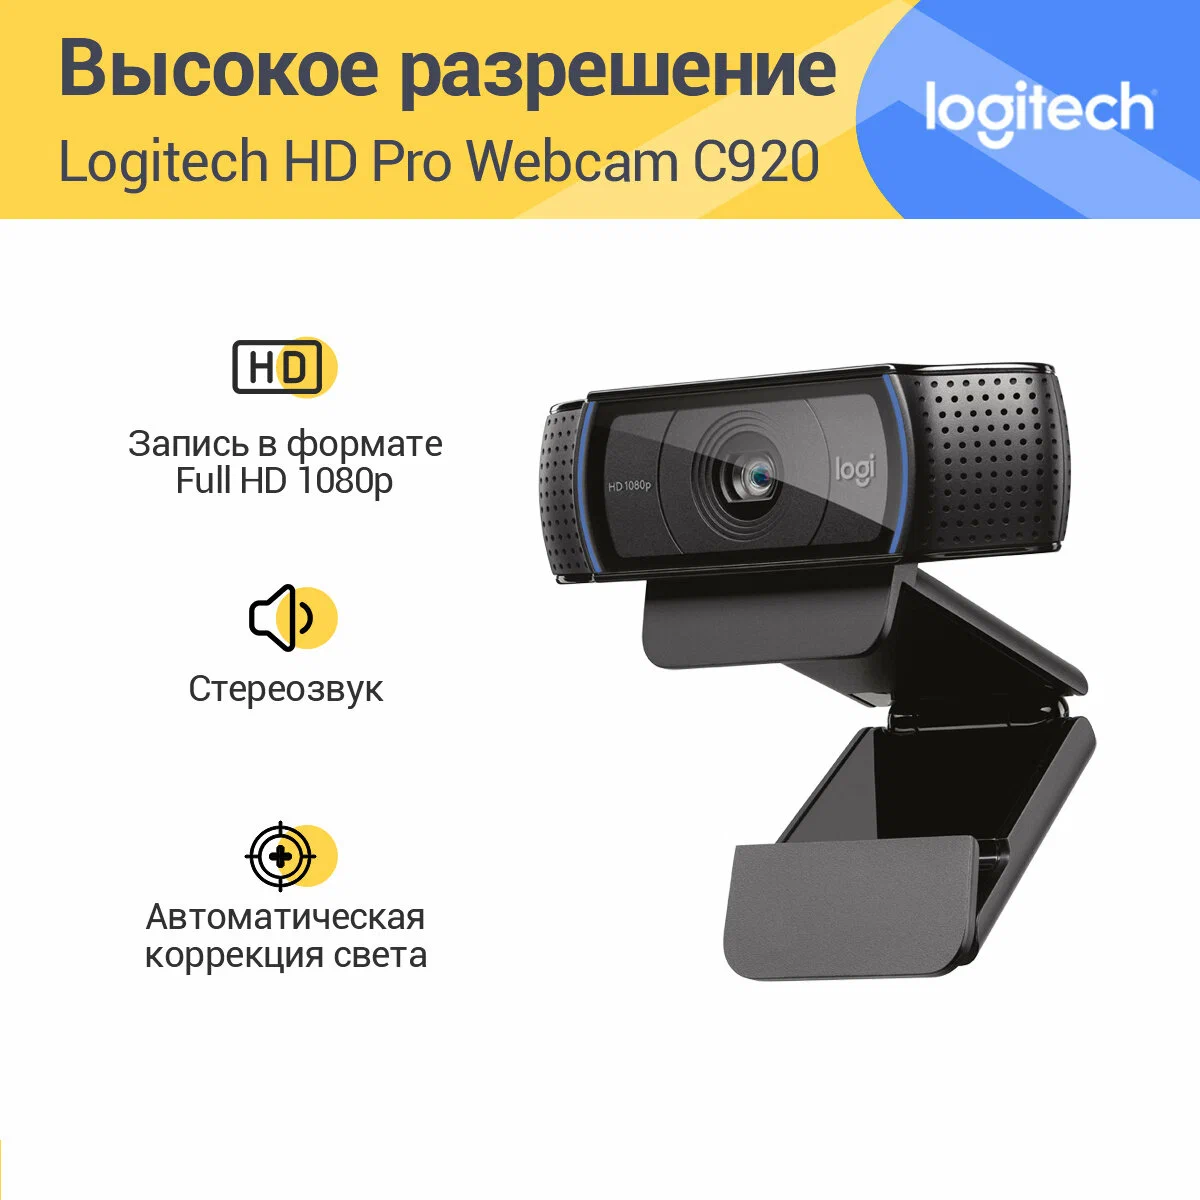 Высокое разрешение
Logitech HD Pro Webcam C920
logitech
HD
Запись в формате
Full HD 1080p
HD 1080p
logi
Стереозвук
Автоматическая
коррекция света